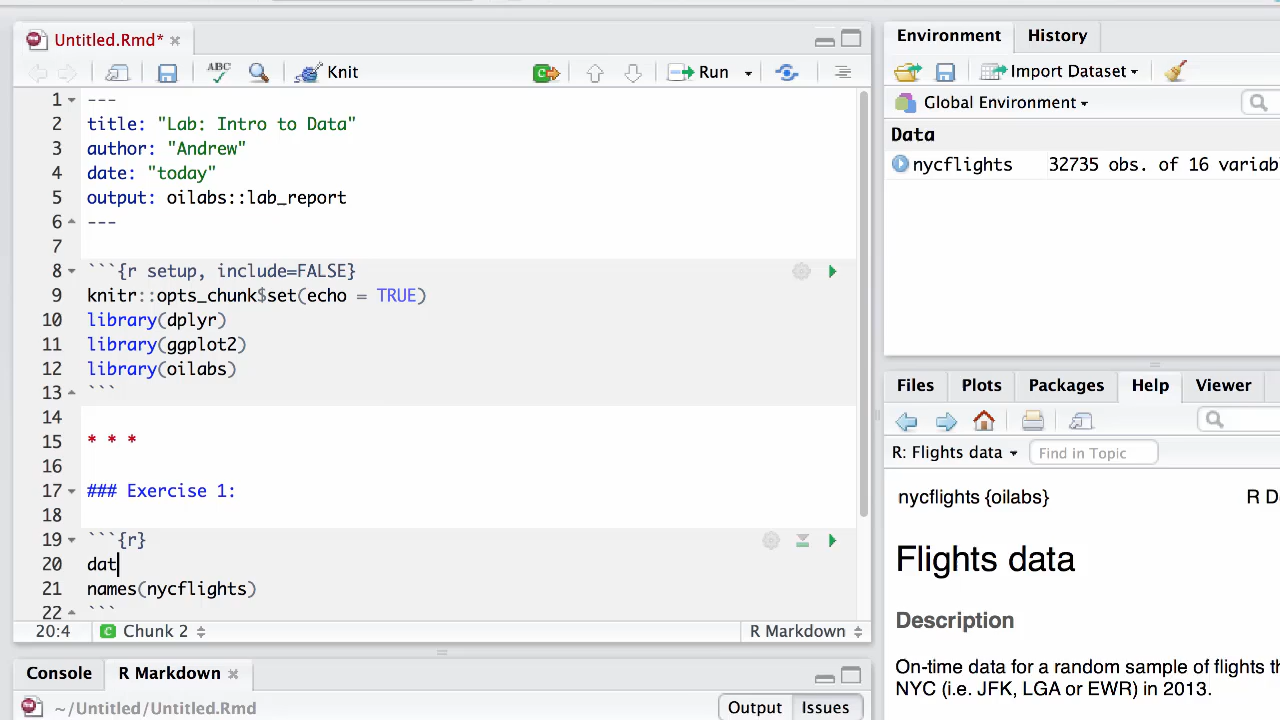 Untitled.Rmd*
ABC
Knit
Run
1 ---
2 title: "Lab: Intro to Data"
3 author: "Andrew"
4 date: "today"
5 output: oilabs::lab_report
6 ---
7
8 ```{r setup, include=FALSE}
9 knitr::opts_chunk$set(echo = TRUE)
10 library(dplyr)
11 library(ggplot2)
12 library(oilabs)
13 ```
14
15 * * *
16
17 ### Exercise 1:
18
19 ```{r}
20 dat
21 names(nycflights)
22 ```
20:4 C Chunk 2 R Markdown
Console R Markdown
~/Untitled/Untitled.Rmd Output Issues
Environment History
Import Dataset
Global Environment
Data
nycflights 32735 obs. of 16 variab
Files Plots Packages Help Viewer
R: Flights data Find in Topic
nycflights {oilabs} R D
Flights data
Description
On-time data for a random sample of flights th
NYC (i.e. JFK, LGA or EWR) in 2013.